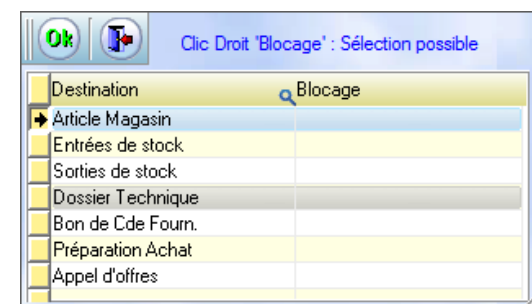 Ok Clic Droit 'Blocage' : Sélection possible
Destination Blocage
Article Magasin
Entrées de stock
Sorties de stock
Dossier Technique
Bon de Cde Fourn.
Préparation Achat
Appel d'offres